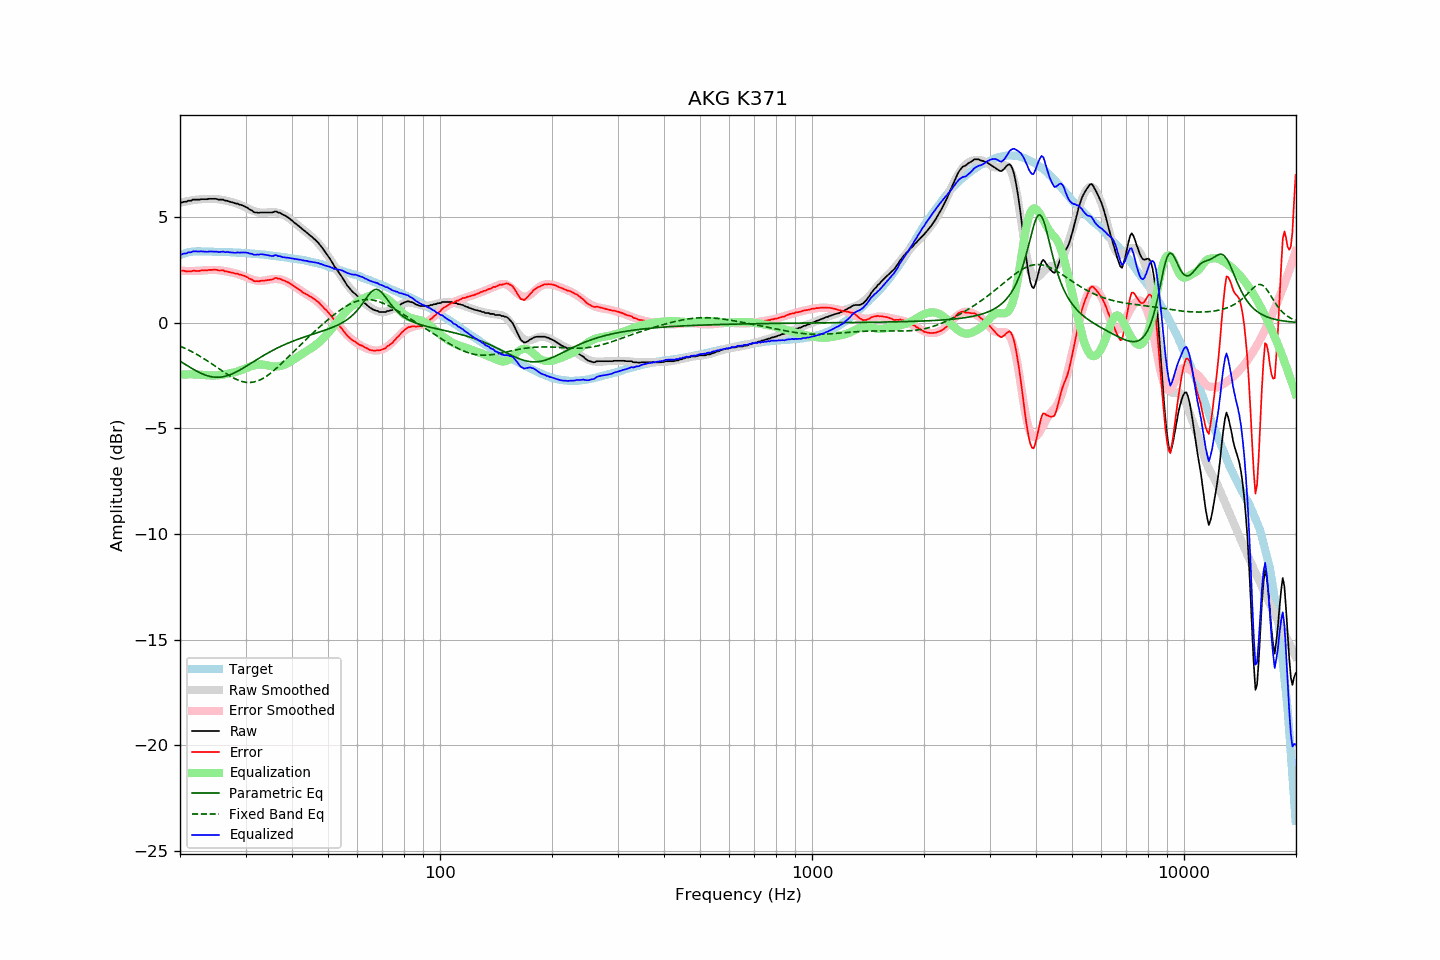 AKG K371
Amplitude (dBr)
5
0
−5
−10
−15
−20
−25
Target
Raw Smoothed
Error Smoothed
Raw
Error
Equalization
Parametric Eq
Fixed Band Eq
Equalized
100
1000
10000
Frequency (Hz)